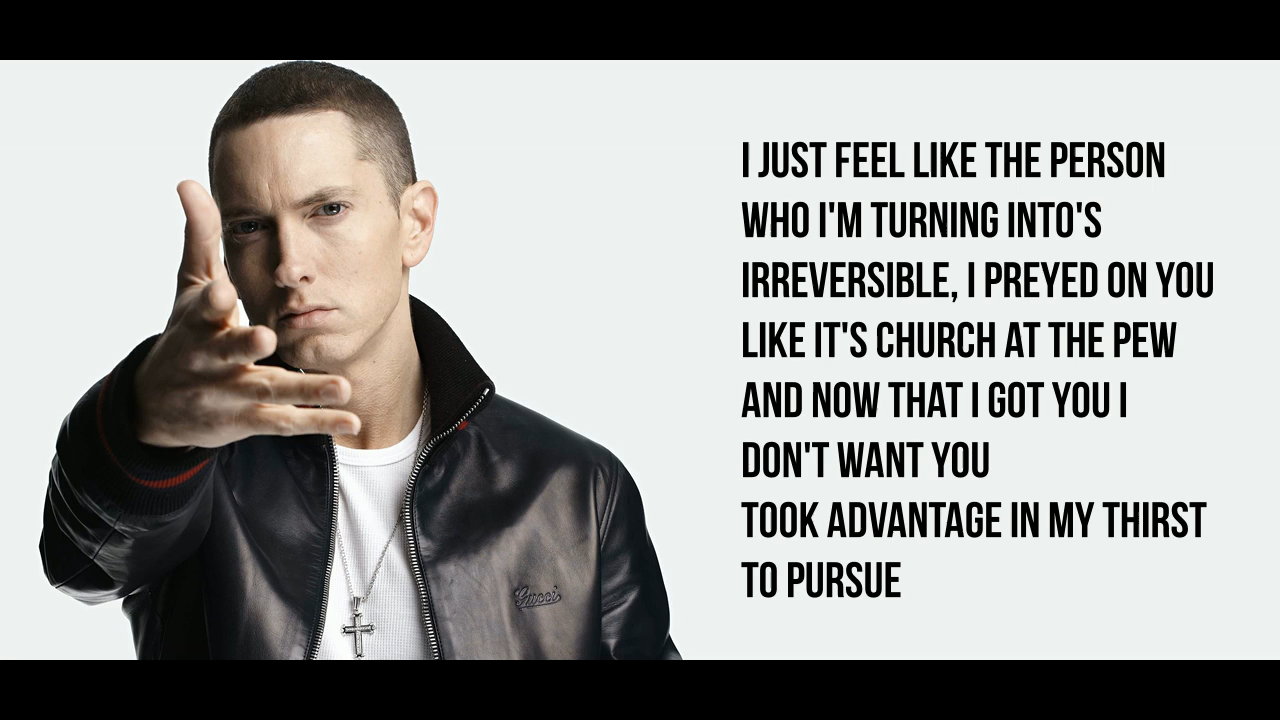 I JUST FEEL LIKE THE PERSON
WHO I'M TURNING INTO'S
IRREVERSIBLE, I PREYED ON YOU
LIKE IT'S CHURCH AT THE PEW
AND NOW THAT I GOT YOU I
DON'T WANT YOU
TOOK ADVANTAGE IN MY THIRST
TO PURSUE
Gucci